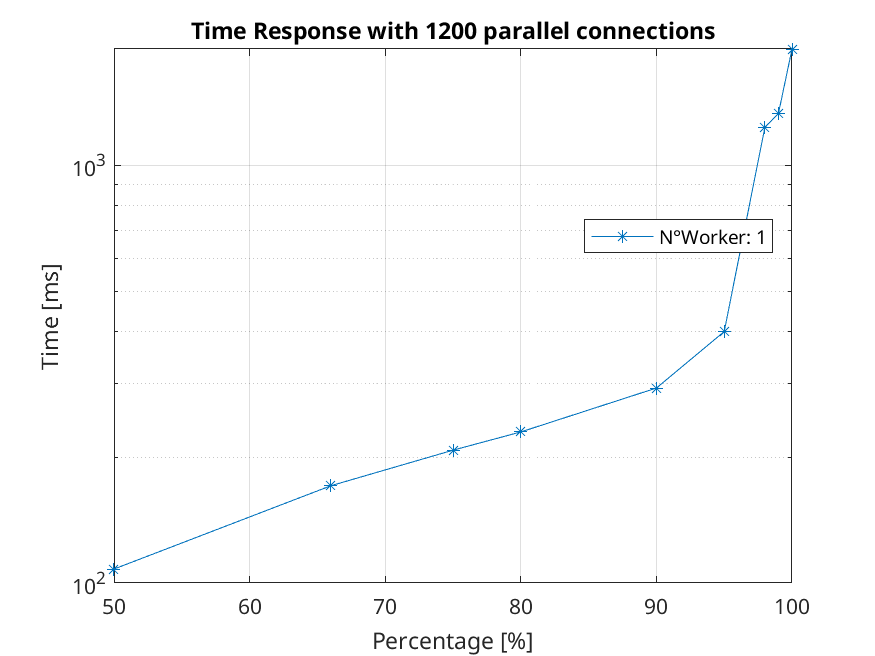 Time Response with 1200 parallel connections
10^3
N°Worker: 1
Time [ms]
10^2
50 60 70 80 90 100
Percentage [%]